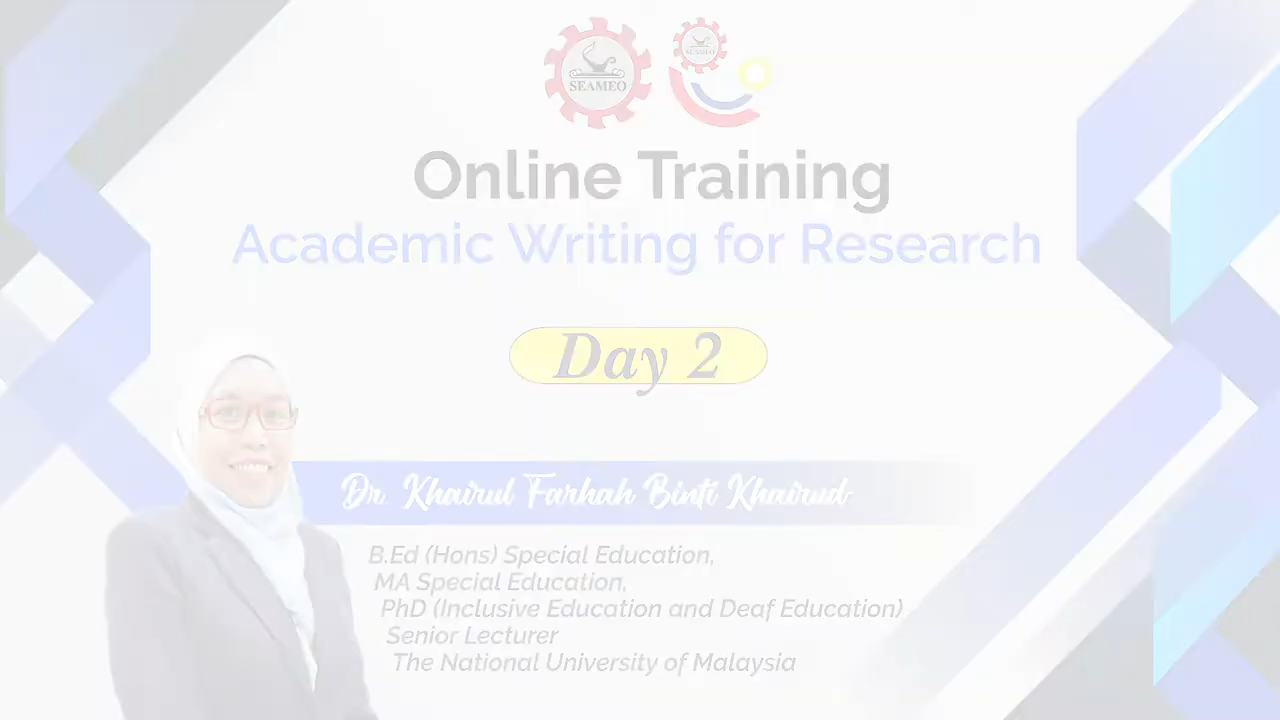 SEAMEO
SEAMEO
Online Training
Academic Writing for Research
Day 2
Dr. Khairul Farhah Binti Khairud
B.Ed (Hons) Special Education,
MA Special Education,
PhD (Inclusive Education and Deaf Education)
Senior Lecturer
The National University of Malaysia